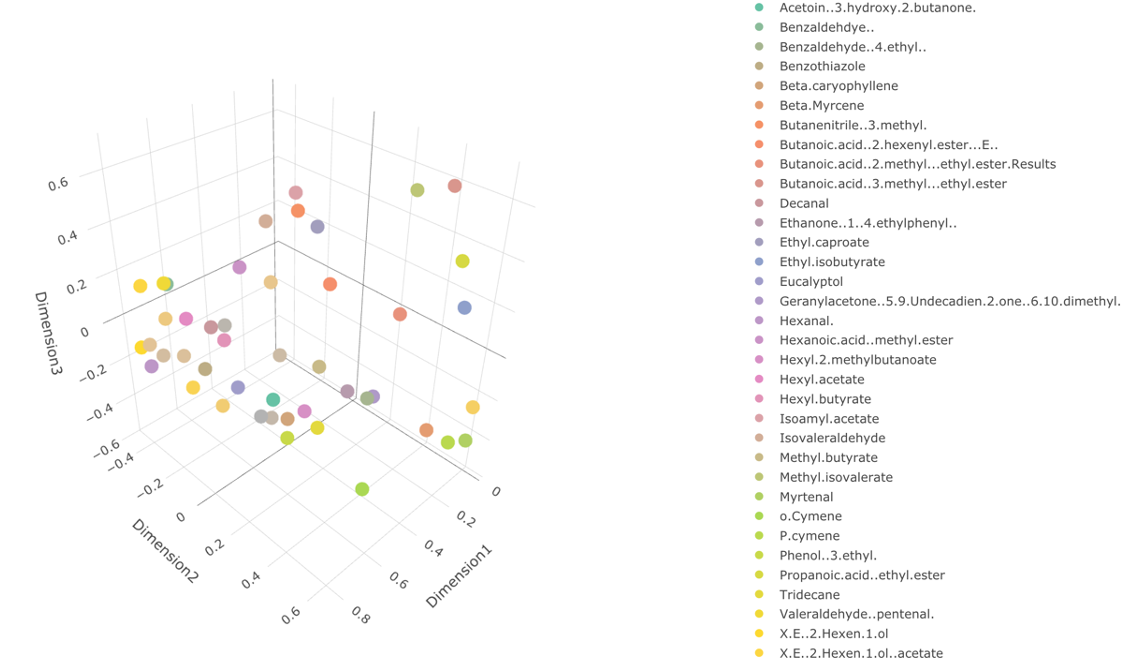 Acetoin..3.hydroxy.2.butanone.
Benzaldehdye..
Benzaldehyde..4.ethyl..
Benzothiazole
Beta.caryophyllene
Beta.Myrcene
Butanenitrile..3.methyl.
Butanoic.acid..2.hexenyl.ester...E..
Butanoic.acid..2.methyl...ethyl.ester.Results
Butanoic.acid..3.methyl...ethyl.ester
Decanal
Ethanone..1..4.ethylphenyl..
Ethyl.caproate
Ethyl.isobutyrate
Eucalyptol
Geranylacetone..5.9.Undecadien.2.one..6.10.dimethyl.
Hexanal.
Hexanoic.acid..methyl.ester
Hexyl.2.methylbutanoate
Hexyl.acetate
Hexyl.butyrate
Isoamyl.acetate
Isovaleraldehyde
Methyl.butyrate
Methyl.isovalerate
Myrtenal
o.Cymene
P.cymene
Phenol..3.ethyl.
Propanoic.acid..ethyl.ester
Tridecane
Valeraldehyde..pentenal.
X.E..2.Hexen.1.ol
X.E..2.Hexen.1.ol..acetate
0.6
0.4
0.2
0
−0.2
−0.4
−0.6
Dimension3
−0.4
−0.2
0
0.2
0.4
0.6
Dimension2
0
0.2
0.4
0.6
0.8
Dimension1